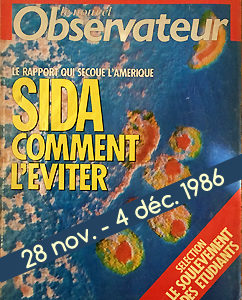 le nouvel
Observateur
LE RAPPORT QUI SECOUE L'AMERIQUE
SIDA
COMMENT
L'EVITER
28 nov. - 4 déc. 1986
SELECTION
LE SOULEVEMENT
DES ETUDIANTS